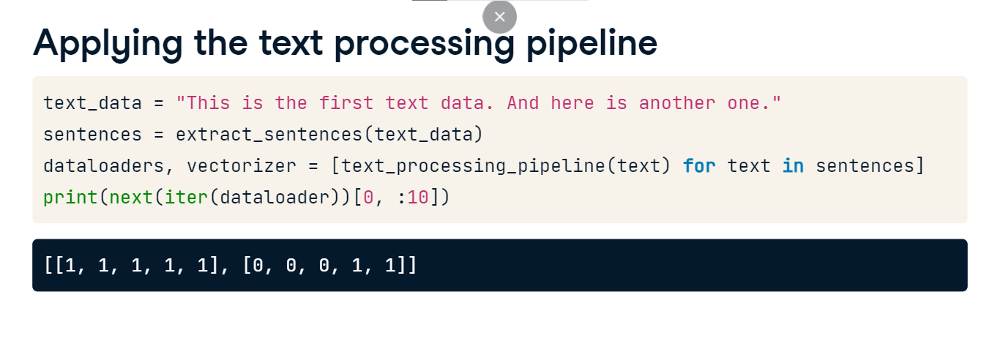 Applying the text processing pipeline
text_data = "This is the first text data. And here is another one."
sentences = extract_sentences(text_data)
dataloaders, vectorizer = [text_processing_pipeline(text) for text in sentences]
print(next(iter(dataloader))[0, :10])
[[1, 1, 1, 1, 1], [0, 0, 0, 1, 1]]